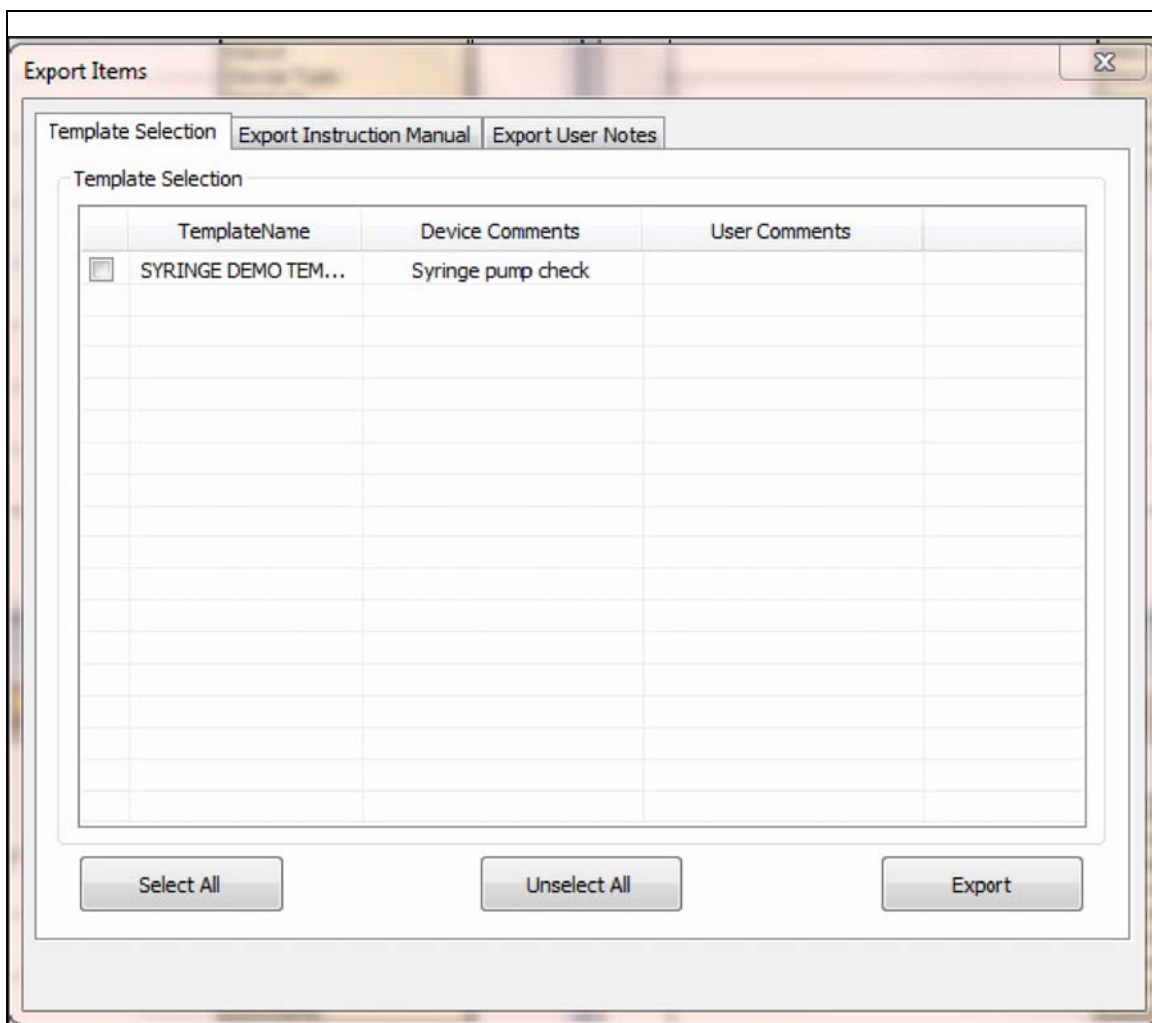 Export Items
Template Selection Export Instruction Manual Export User Notes
Template Selection
TemplateName Device Comments User Comments
SYRINGE DEMO TEM... Syringe pump check
Select All Unselect All Export